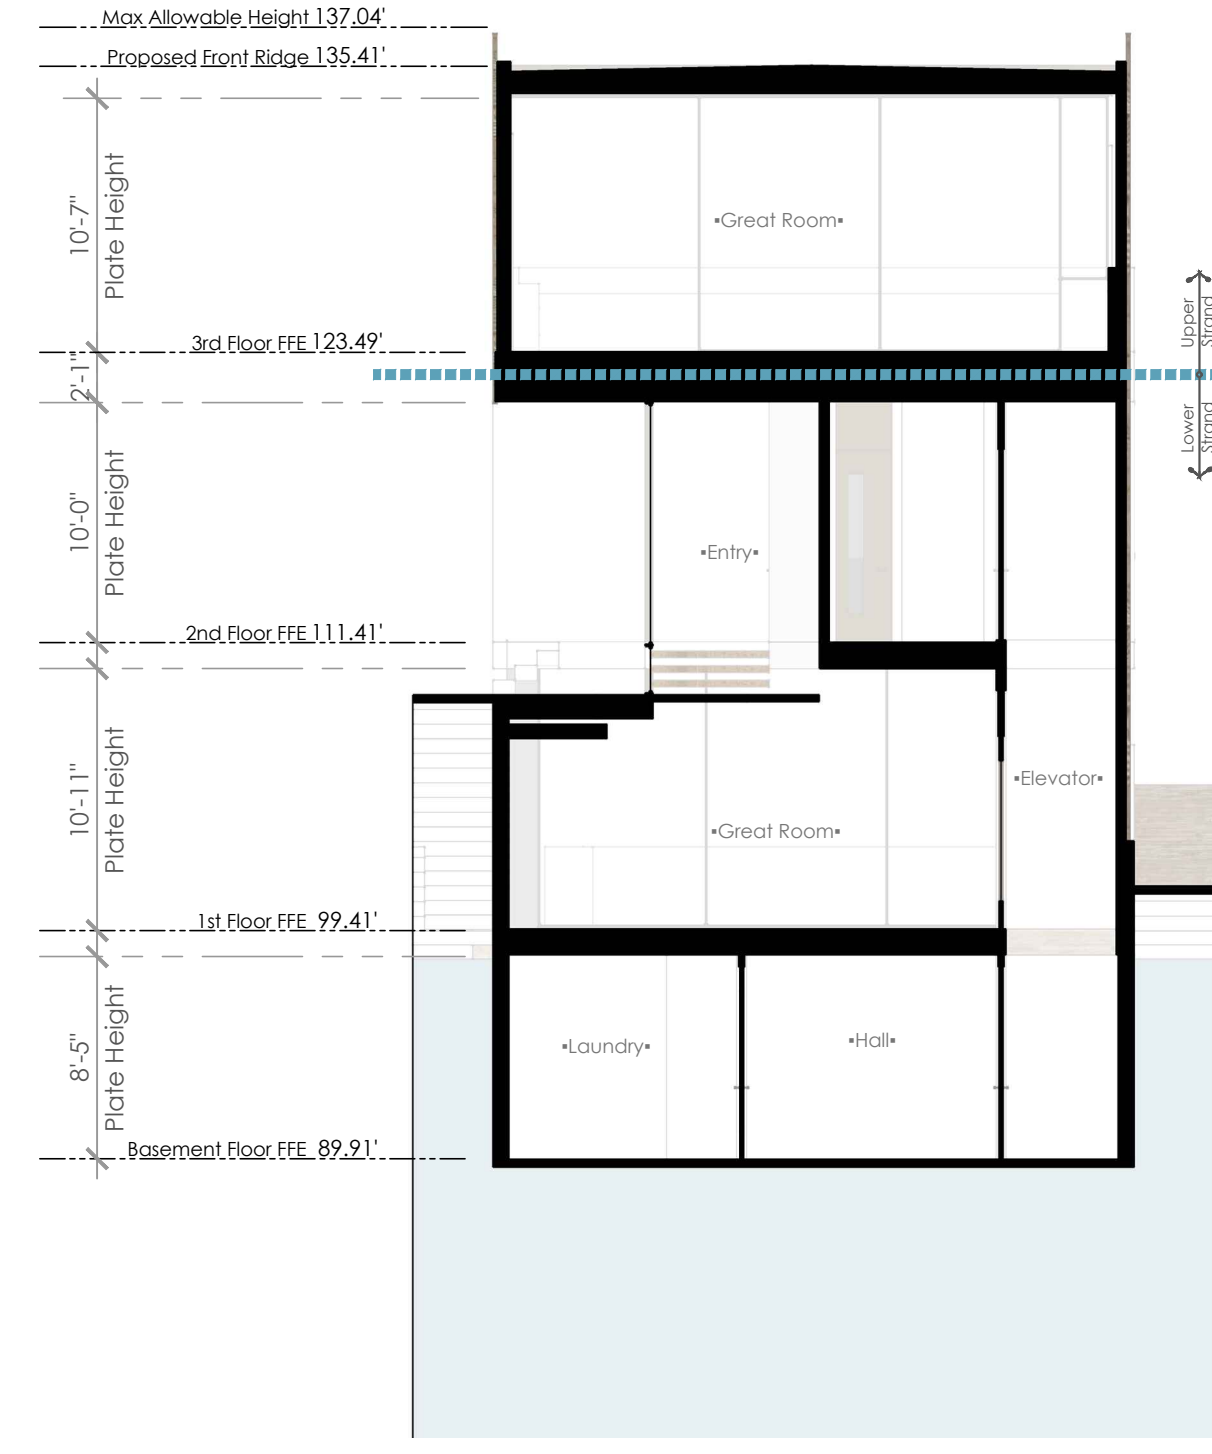 Max Allowable Height 137.04'
Proposed Front Ridge 135.41'
10'-7"
Plate Height
▪Great Room▪
Upper
Strand
3rd Floor FFE 123.49'
2'-1"
Lower
Strand
10'-0"
Plate Height
▪Entry▪
2nd Floor FFE 111.41'
10'-11"
Plate Height
▪Elevator▪
▪Great Room▪
1st Floor FFE 99.41'
8'-5"
Plate Height
▪Laundry▪
▪Hall▪
Basement Floor FFE 89.91'